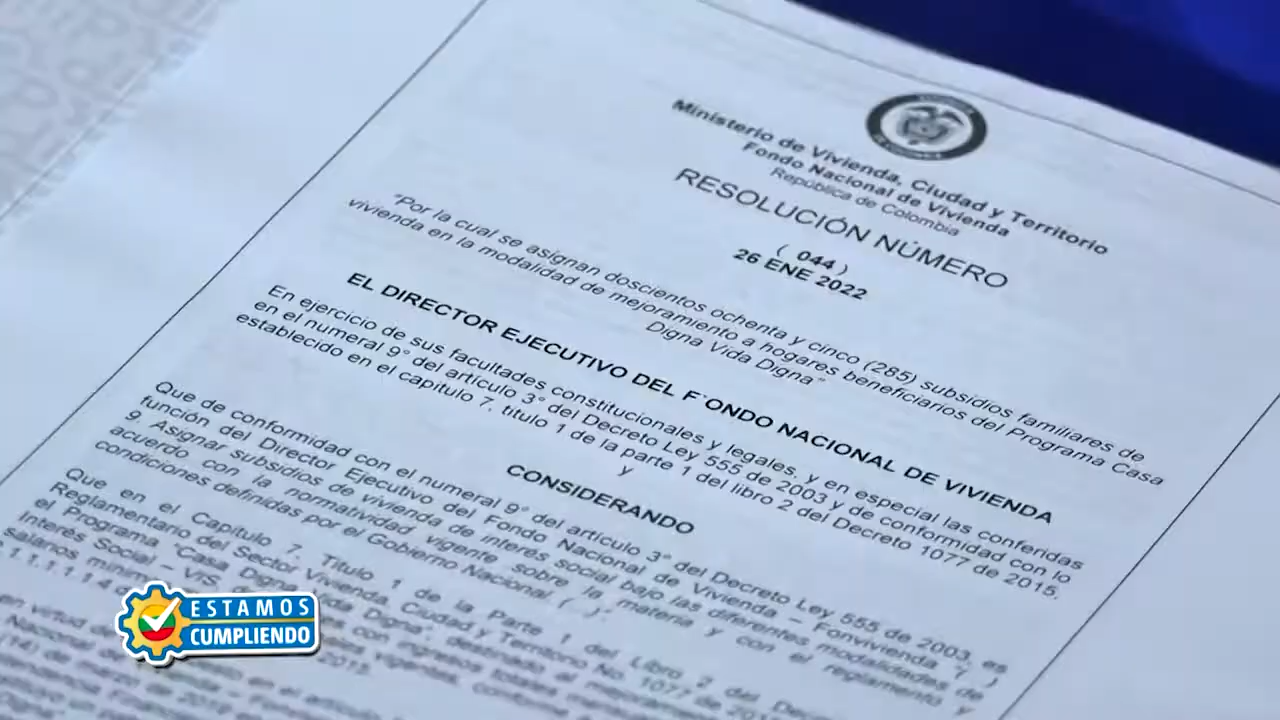 Ministerio de Vivienda, Ciudad y Territorio
Fondo Nacional de Vivienda
República de Colombia
RESOLUCIÓN NÚMERO
( 044 )
26 ENE 2022
"Por la cual se asignan doscientos ochenta y cinco (285) subsidios familiares de
vivienda en la modalidad de mejoramiento a hogares beneficiarios del Programa Casa
Digna Vida Digna"
EL DIRECTOR EJECUTIVO DEL F´ONDO NACIONAL DE VIVIENDA
En ejercicio de sus facultades constitucionales y legales, y en especial las conferidas
en el numeral 9° del artículo 3° del Decreto Ley 555 de 2003 y de conformidad con lo
establecido en el capitulo 7, titulo 1 de la parte 1 del libro 2 del Decreto 1077 de 2015,
y
CONSIDERANDO
Que de conformidad con el numeral 9° del artículo 3° del Decreto Ley 555 de 2003, es
función del Director Ejecutivo del Fondo Nacional de Vivienda – Fonvivienda "(...)
9. Asignar subsidios de vivienda de interés social bajo las diferentes modalidades de
acuerdo con la normatividad vigente sobre la materia y con el reglamento y
condiciones definidas por el Gobierno Nacional (...)".
Que en el Capítulo 7, Título 1 de la Parte 1 del Libro 2 del
Reglamentario del Sector Vivienda, Ciudad y Territorio No. 1077 de
el Programa "Casa Digna Vida Digna",
Interés Social – VIS,
salarios
ESTAMOS
CUMPLIENDO